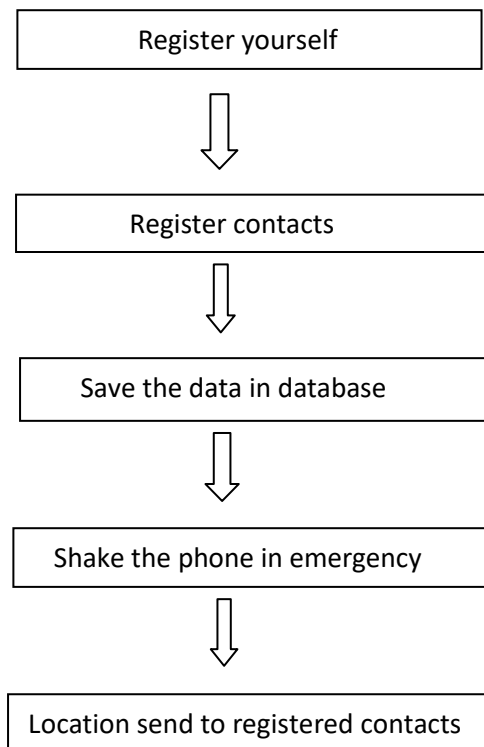 Register yourself
Register contacts
Save the data in database
Shake the phone in emergency
Location send to registered contacts